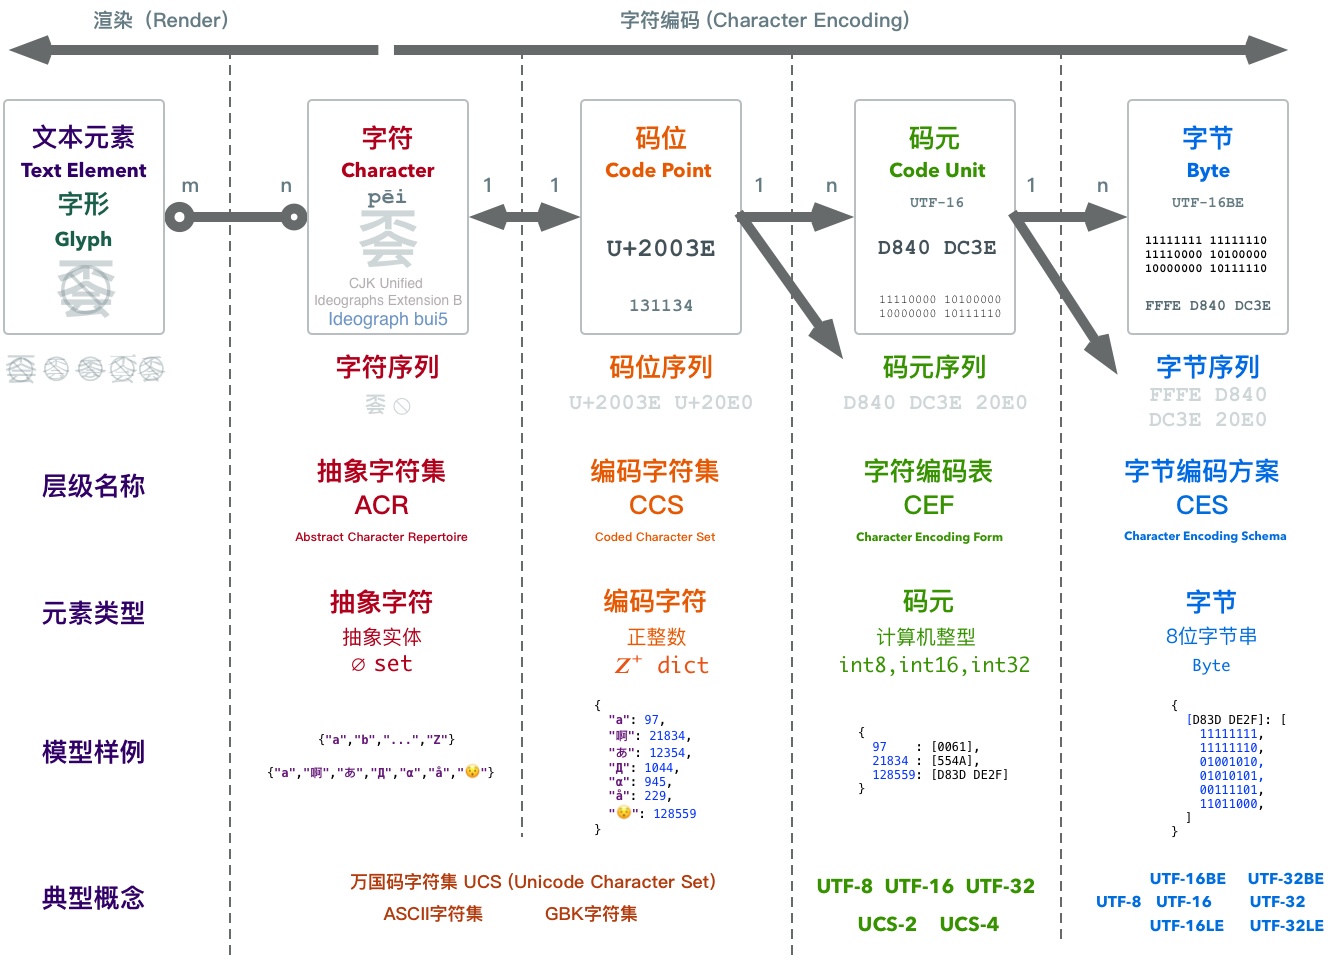 渲染（Render）
字符编码 (Character Encoding)
文本元素
Text Element
字形
Glyph
m
n
字符
Character
pēi
𠀾
CJK Unified
Ideographs Extension B
Ideograph bui5
1
1
码位
Code Point
U+2003E
131134
1
n
码元
Code Unit
UTF-16
D840 DC3E
11110000 10100000
10000000 10111110
1
n
字节
Byte
UTF-16BE
11111111 11111110
11110000 10100000
10000000 10111110
FFFE D840 DC3E
字符序列
𠀾 ⃠
码位序列
U+2003E U+20E0
码元序列
D840 DC3E 20E0
字节序列
FFFE D840
DC3E 20E0
层级名称
抽象字符集
ACR
Abstract Character Repertoire
编码字符集
CCS
Coded Character Set
字符编码表
CEF
Character Encoding Form
字节编码方案
CES
Character Encoding Schema
元素类型
抽象字符
抽象实体
∅ set
编码字符
正整数
Z⁺ dict
码元
计算机整型
int8,int16,int32
字节
8位字节串
Byte
模型样例
{"a","b","...","Z"}
{"a","啊","あ","Д","α","å","😯"}
{
"a": 97,
"啊": 21834,
"あ": 12354,
"Д": 1044,
"α": 945,
"å": 229,
"😯": 128559
}
{
97 : [0061],
21834 : [554A],
128559: [D83D DE2F]
}
{
[D83D DE2F]: [
11111111,
11111110,
01001010,
01010101,
00111101,
11011000,
]
}
典型概念
万国码字符集 UCS (Unicode Character Set)
ASCII字符集 GBK字符集
UTF-8 UTF-16 UTF-32
UCS-2 UCS-4
UTF-16BE UTF-32BE
UTF-8 UTF-16 UTF-32
UTF-16LE UTF-32LE